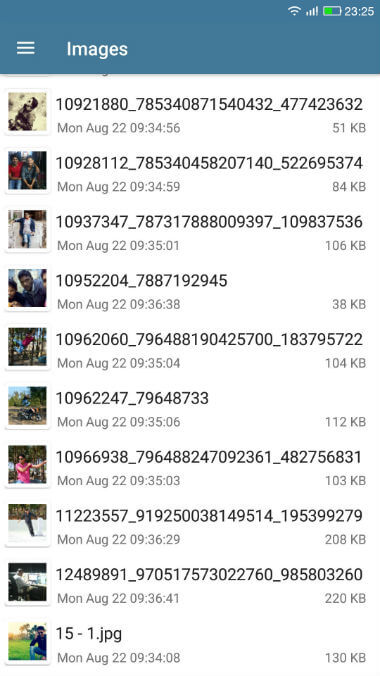 23:25
Images
Mon Aug
10921880_785340871540432_477423632
Mon Aug 22 09:34:56 51 KB
10928112_785340458207140_522695374
Mon Aug 22 09:34:59 84 KB
10937347_787317888009397_109837536
Mon Aug 22 09:35:01 106 KB
10952204_7887192945
Mon Aug 22 09:36:38 38 KB
10962060_796488190425700_183795722
Mon Aug 22 09:35:04 104 KB
10962247_79648733
Mon Aug 22 09:35:06 112 KB
10966938_796488247092361_482756831
Mon Aug 22 09:35:03 103 KB
11223557_919250038149514_195399279
Mon Aug 22 09:36:29 208 KB
12489891_970517573022760_985803260
Mon Aug 22 09:36:41 220 KB
15 - 1.jpg
Mon Aug 22 09:34:08 130 KB